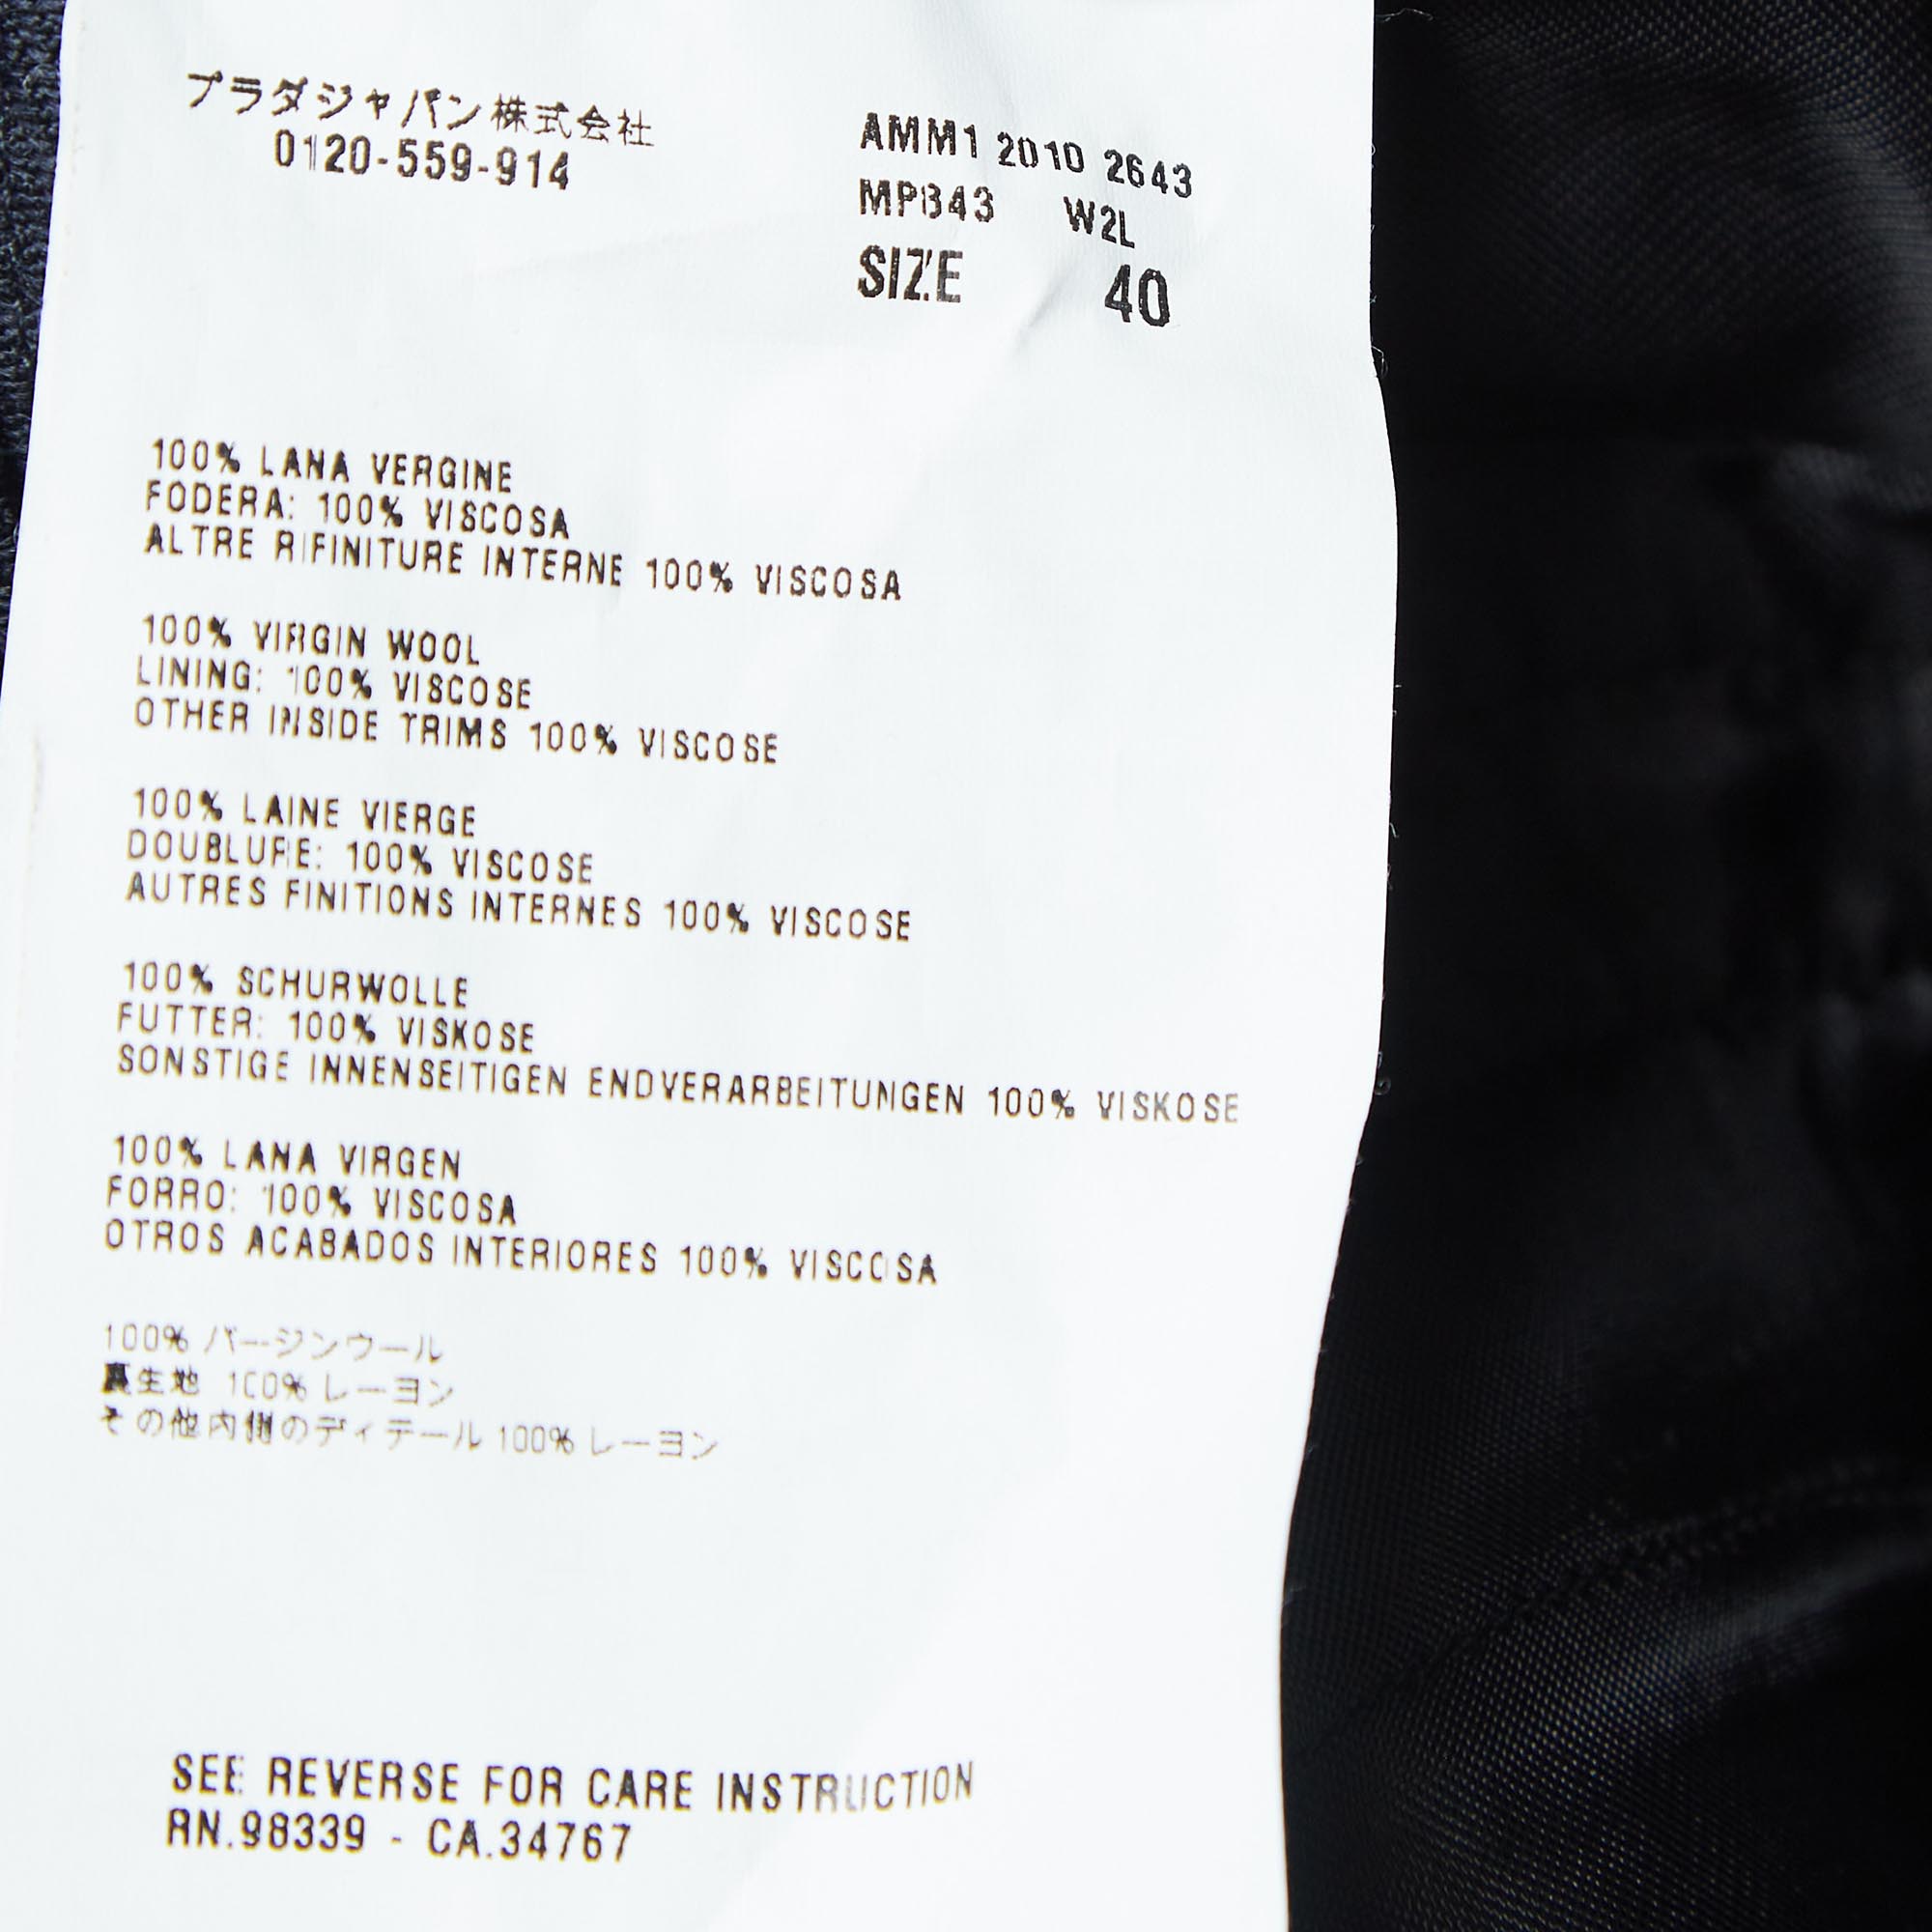 プラダジャパン株式会社
0120-559-914
AMM1 2010 2643
MPB43 W2L
SIZE 40
100% LANA VERGINE
FODERA: 100% VISCOSA
ALTRE RIFINITURE INTERNE 100% VISCOSA
100% VIRGIN WOOL
LINING: 100% VISCOSE
OTHER INSIDE TRIMS 100% VISCOSE
100% LAINE VIERGE
DOUBLURE: 100% VISCOSE
AUTRES FINITIONS INTERNES 100% VISCOSE
100% SCHURWOLLE
FUTTER: 100% VISKOSE
SONSTIGE INNENSEITIGEN ENDVERARBEITUNGEN 100% VISKOSE
100% LANA VIRGEN
FORRO: 100% VISCOSA
OTROS ACABADOS INTERIORES 100% VISCOSA
100% バージンウール
裏生地 100% レーヨン
その他内側のディテール 100% レーヨン
SEE REVERSE FOR CARE INSTRUCTION
RN.98339 - CA.34767